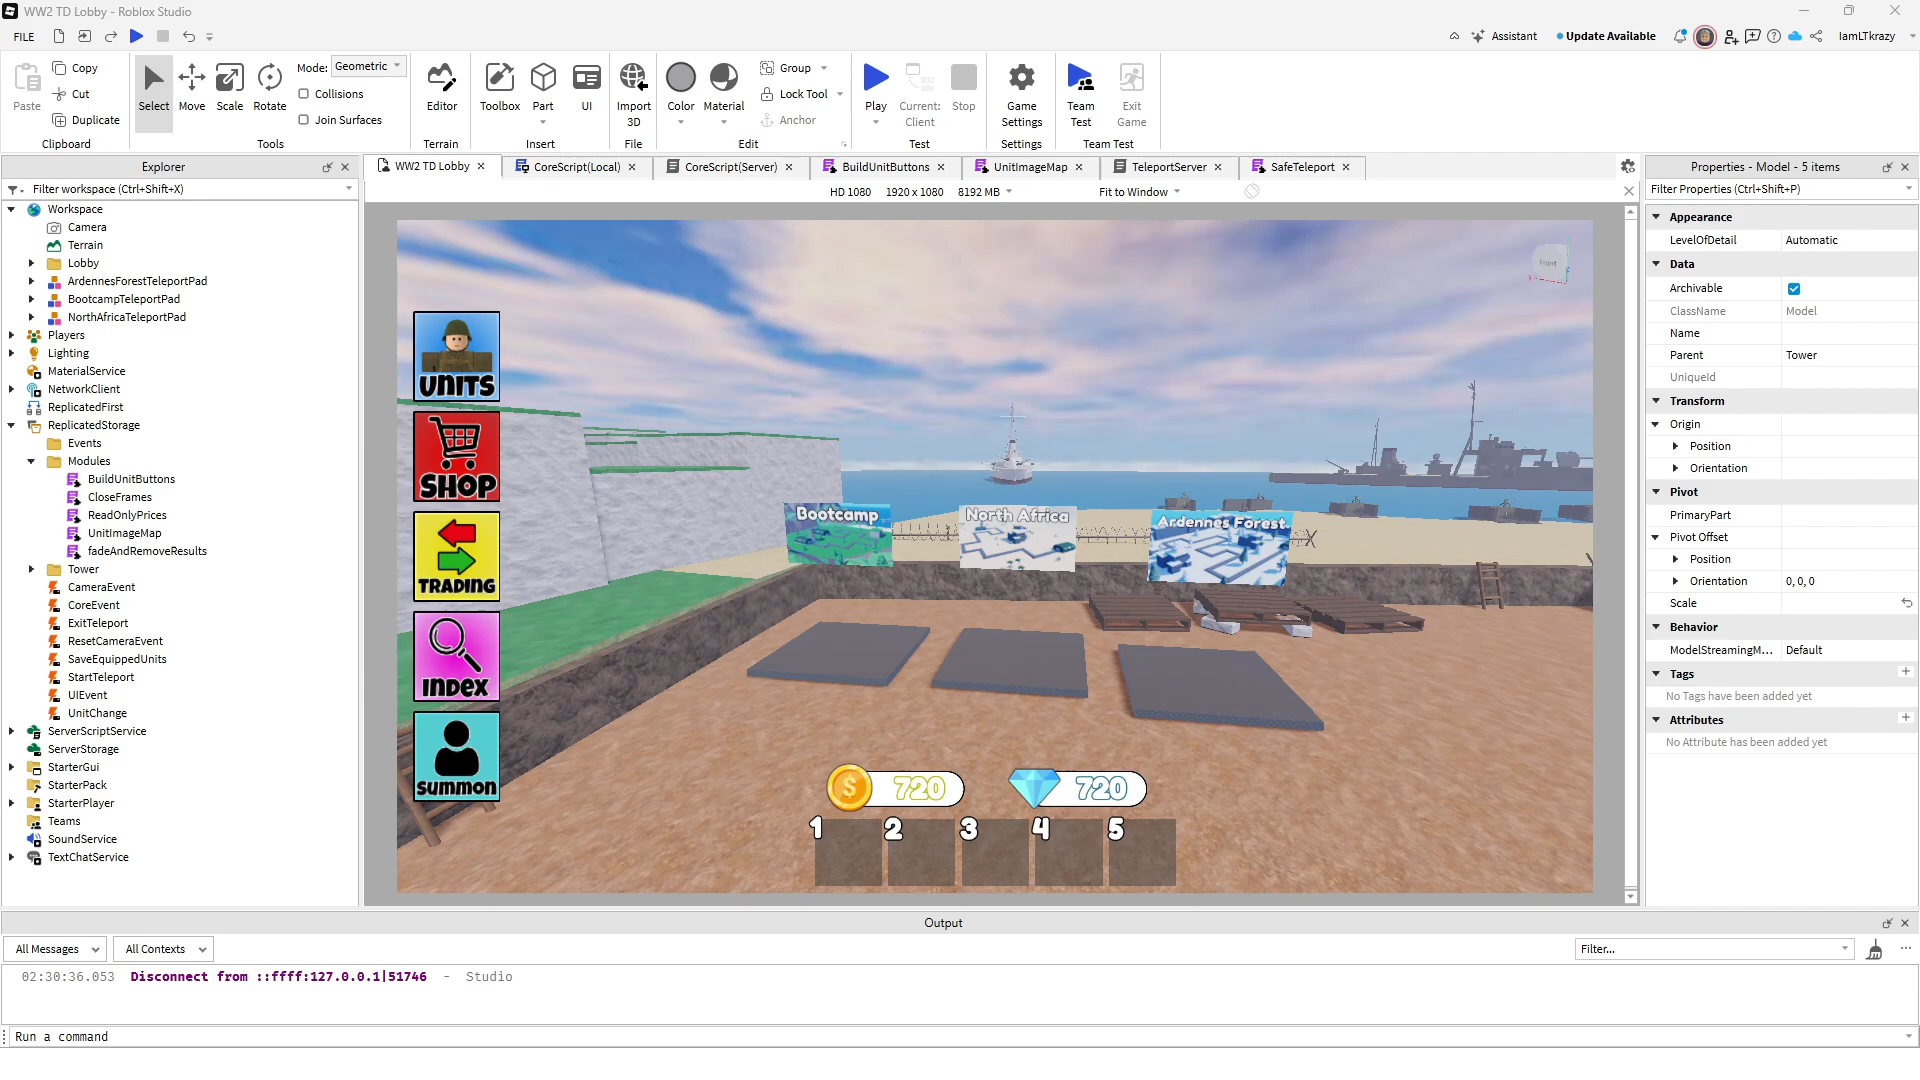 WW2 TD Lobby - Roblox Studio
FILE
Assistant
Update Available
IamLTkrazy
Paste
Copy
Cut
Duplicate
Clipboard
Select
Move
Scale
Rotate
Mode: Geometric
Collisions
Join Surfaces
Tools
Editor
Terrain
Toolbox
Part
UI
Insert
Import 3D
File
Color
Material
Group
Lock Tool
Anchor
Edit
Play
Current: Client
Stop
Test
Game Settings
Settings
Team Test
Exit Game
Team Test
Explorer
Filter workspace (Ctrl+Shift+X)
Workspace
Camera
Terrain
Lobby
ArdennesForestTeleportPad
BootcampTeleportPad
NorthAfricaTeleportPad
Players
Lighting
MaterialService
NetworkClient
ReplicatedFirst
ReplicatedStorage
Events
Modules
BuildUnitButtons
CloseFrames
ReadOnlyPrices
UnitImageMap
fadeAndRemoveResults
Tower
CameraEvent
CoreEvent
ExitTeleport
ResetCameraEvent
SaveEquippedUnits
StartTeleport
UIEvent
UnitChange
ServerScriptService
ServerStorage
StarterGui
StarterPack
StarterPlayer
Teams
SoundService
TextChatService
WW2 TD Lobby
CoreScript(Local)
CoreScript(Server)
BuildUnitButtons
UnitImageMap
TeleportServer
SafeTeleport
HD 1080 1920 x 1080 8192 MB
Fit to Window
Front
UNITS
SHOP
TRADING
INDEX
SUMMON
Bootcamp
North Africa
Ardennes Forest
720
720
1 2 3 4 5
Properties - Model - 5 items
Filter Properties (Ctrl+Shift+P)
Appearance
LevelOfDetail Automatic
Data
Archivable
ClassName Model
Name
Parent Tower
UniqueId
Transform
Origin
Position
Orientation
Pivot
PrimaryPart
Pivot Offset
Position
Orientation 0, 0, 0
Scale
Behavior
ModelStreamingM... Default
Tags
No Tags have been added yet
Attributes
No Attribute has been added yet
Output
All Messages
All Contexts
Filter...
02:30:36.053 Disconnect from ::ffff:127.0.0.1|51746 - Studio
Run a command